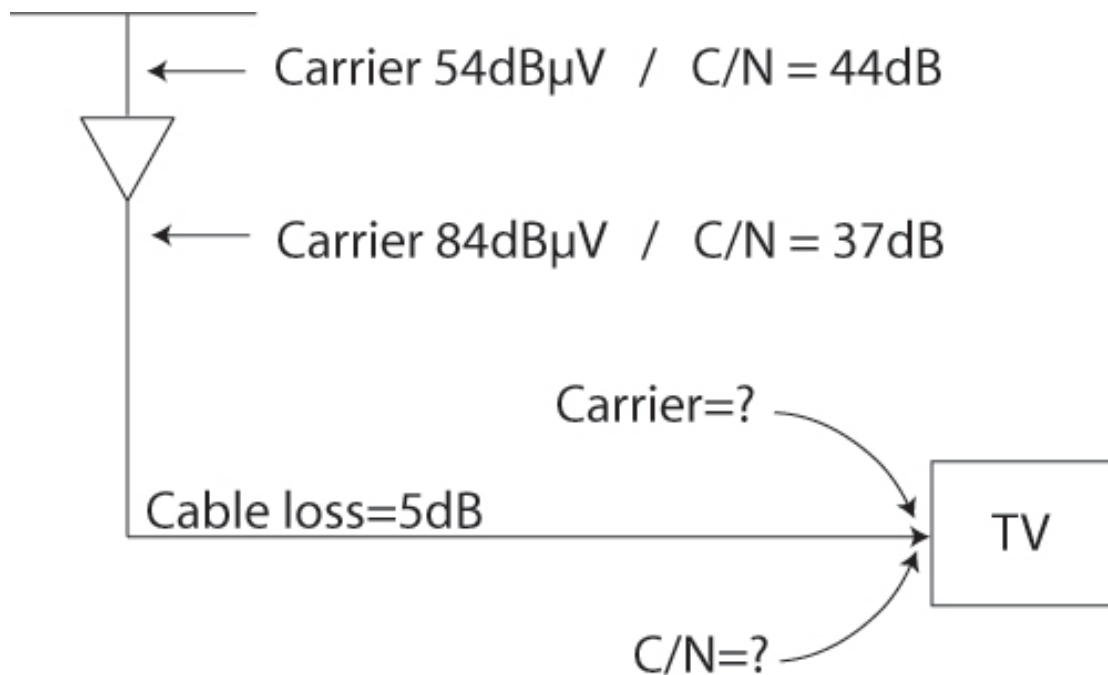 Carrier 54dBµV / C/N = 44dB
Carrier 84dBµV / C/N = 37dB
Carrier=?
Cable loss=5dB
TV
C/N=?